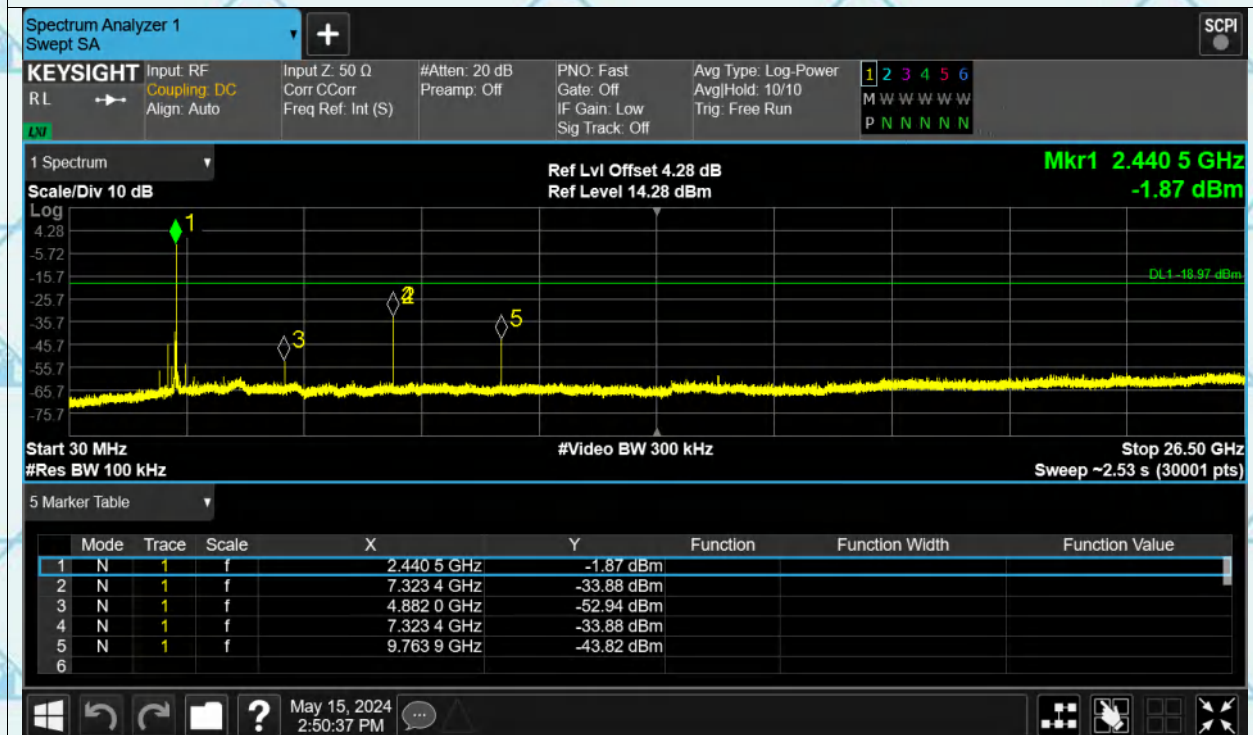 Spectrum Analyzer 1
Swept SA
+
SCPI
KEYSIGHT
RL
LXI
Input: RF
Coupling: DC
Align: Auto
Input Z: 50 Ω
Corr CCorr
Freq Ref: Int (S)
#Atten: 20 dB
Preamp: Off
PNO: Fast
Gate: Off
IF Gain: Low
Sig Track: Off
Avg Type: Log-Power
Avg|Hold: 10/10
Trig: Free Run
1 2 3 4 5 6
M W W W W W
P N N N N N
1 Spectrum
Scale/Div 10 dB
Ref Lvl Offset 4.28 dB
Ref Level 14.28 dBm
Mkr1 2.440 5 GHz
-1.87 dBm
Log
4.28
-5.72
-15.7
-25.7
-35.7
-45.7
-55.7
-65.7
-75.7
1
3
5
DL1 -18.97 dBm
Start 30 MHz
#Video BW 300 kHz
Stop 26.50 GHz
#Res BW 100 kHz
Sweep ~2.53 s (30001 pts)
5 Marker Table
Mode Trace Scale X Y Function Function Width Function Value
1 N 1 f 2.440 5 GHz -1.87 dBm
2 N 1 f 7.323 4 GHz -33.88 dBm
3 N 1 f 4.882 0 GHz -52.94 dBm
4 N 1 f 7.323 4 GHz -33.88 dBm
5 N 1 f 9.763 9 GHz -43.82 dBm
6
?
May 15, 2024
2:50:37 PM